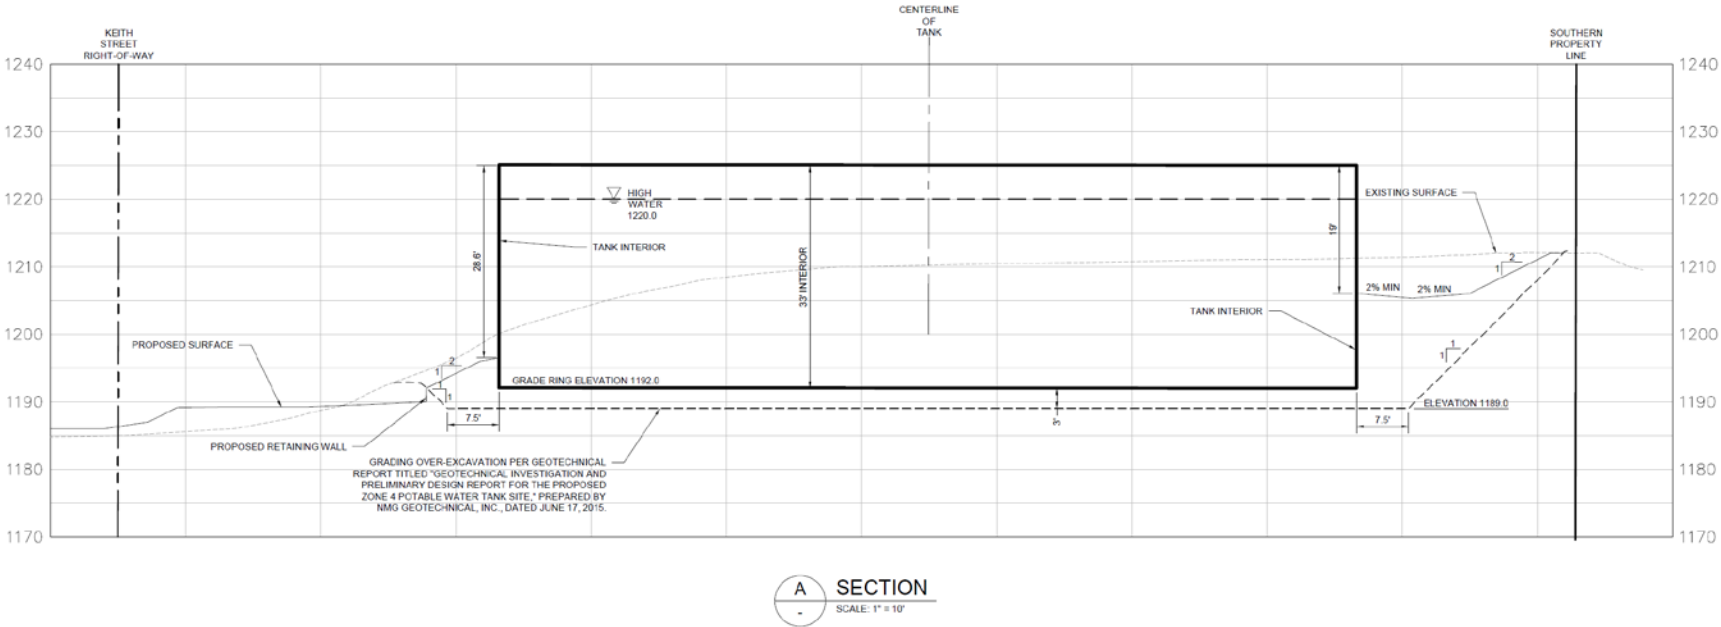 CENTERLINE
OF
TANK
KEITH
STREET
RIGHT-OF-WAY
SOUTHERN
PROPERTY
LINE
1240
1240
1230
1230
1220
1220
1210
1210
1200
1200
1190
1190
1180
1180
1170
1170
HIGH
WATER
1220.0
EXISTING SURFACE
TANK INTERIOR
28.6'
33' INTERIOR
19'
2
1
2% MIN
2% MIN
TANK INTERIOR
PROPOSED SURFACE
2
1
1
1
1
1
GRADE RING ELEVATION 1192.0
ELEVATION 1189.0
7.5'
3'
7.5'
PROPOSED RETAINING WALL
GRADING OVER-EXCAVATION PER GEOTECHNICAL
REPORT TITLED "GEOTECHNICAL INVESTIGATION AND
PRELIMINARY DESIGN REPORT FOR THE PROPOSED
ZONE 4 POTABLE WATER TANK SITE," PREPARED BY
NMG GEOTECHNICAL, INC., DATED JUNE 17, 2015.
A
-
SECTION
SCALE: 1" = 10'